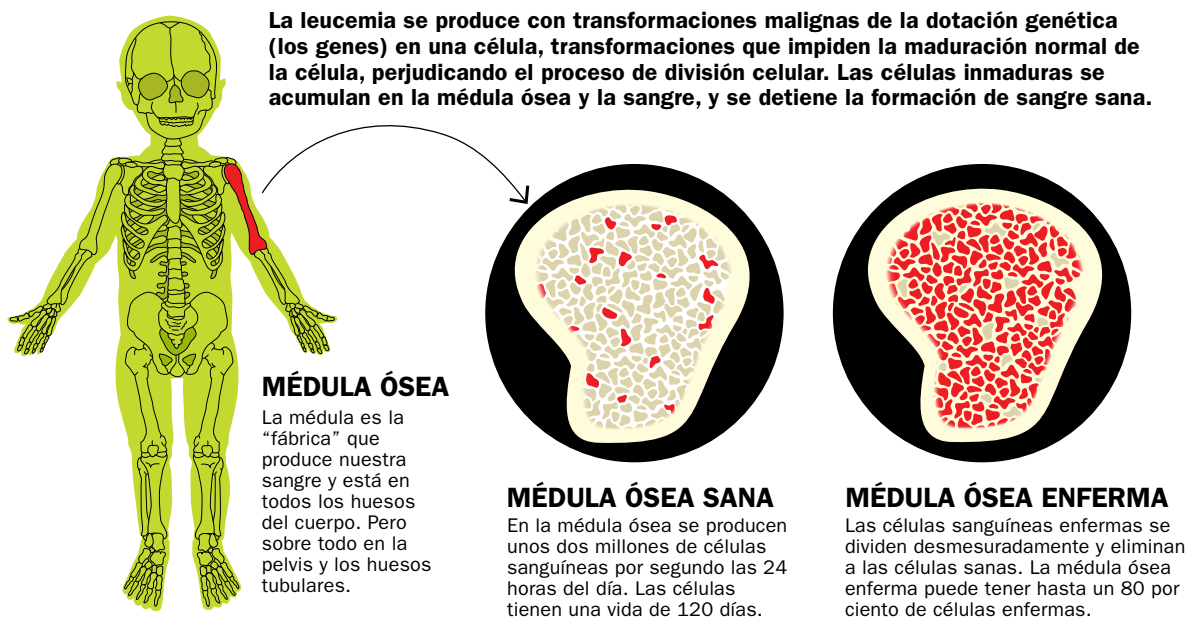 La leucemia se produce con transformaciones malignas de la dotación genética
(los genes) en una célula, transformaciones que impiden la maduración normal de
la célula, perjudicando el proceso de división celular. Las células inmaduras se
acumulan en la médula ósea y la sangre, y se detiene la formación de sangre sana.
MÉDULA ÓSEA
La médula es la
“fábrica” que
produce nuestra
sangre y está en
todos los huesos
del cuerpo. Pero
sobre todo en la
pelvis y los huesos
tubulares.
MÉDULA ÓSEA SANA
En la médula ósea se producen
unos dos millones de células
sanguíneas por segundo las 24
horas del día. Las células
tienen una vida de 120 días.
MÉDULA ÓSEA ENFERMA
Las células sanguíneas enfermas se
dividen desmesuradamente y eliminan
a las células sanas. La médula ósea
enferma puede tener hasta un 80 por
ciento de células enfermas.